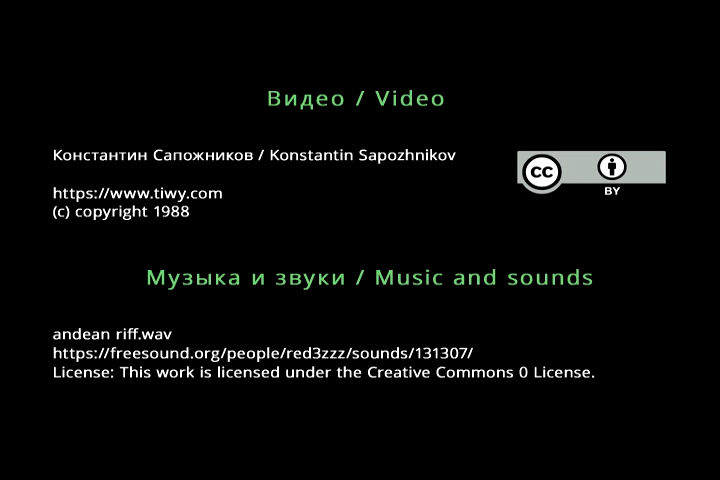 Видео / Video
Константин Сапожников / Konstantin Sapozhnikov
cc
BY
https://www.tiwy.com
(c) copyright 1988
Музыка и звуки / Music and sounds
andean riff.wav
https://freesound.org/people/red3zzz/sounds/131307/
License: This work is licensed under the Creative Commons 0 License.